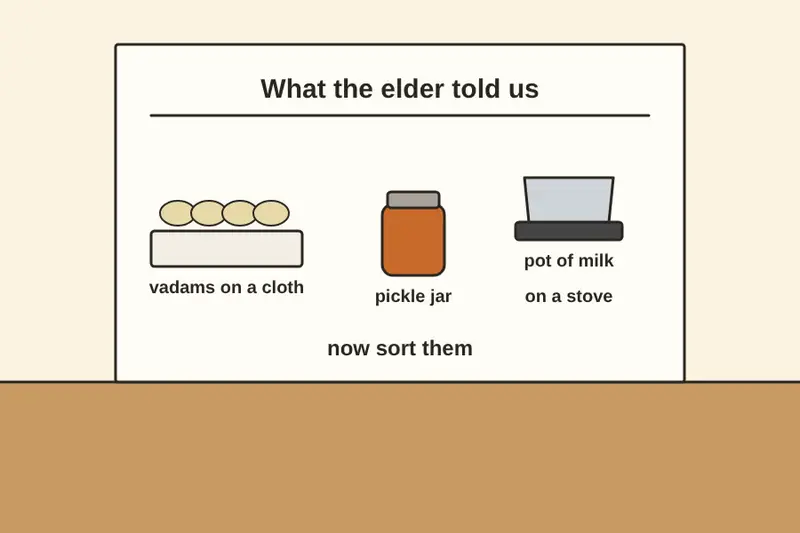 What the elder told us
vadams on a cloth
pickle jar
pot of milk
on a stove
now sort them